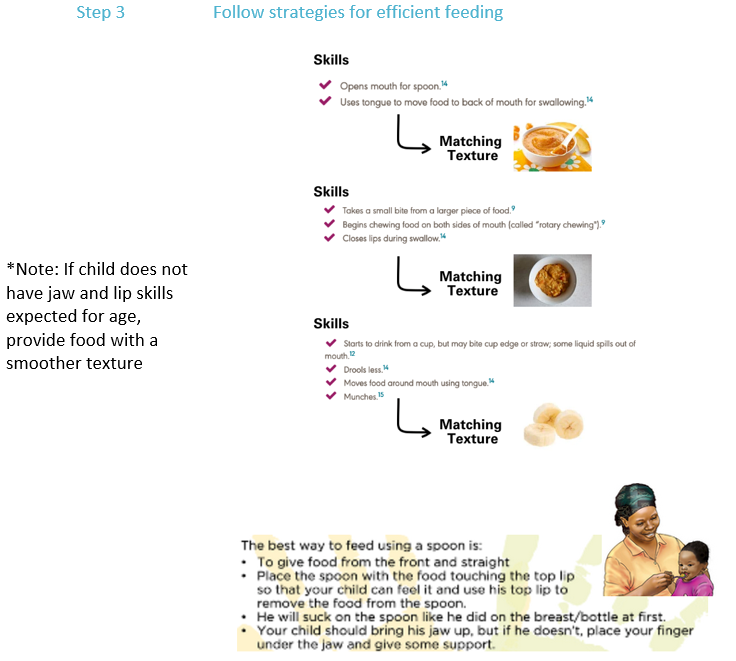 Step 3
Follow strategies for efficient feeding
Skills
✔ Opens mouth for spoon.14
✔ Uses tongue to move food to back of mouth for swallowing.14
Matching
Texture
Skills
✔ Takes a small bite from a larger piece of food.9
✔ Begins chewing food on both sides of mouth (called "rotary chewing").9
✔ Closes lips during swallow.14
*Note: If child does not
have jaw and lip skills
expected for age,
provide food with a
smoother texture
Matching
Texture
Skills
✔ Starts to drink from a cup, but may bite cup edge or straw; some liquid spills out of
mouth.12
✔ Drools less.14
✔ Moves food around mouth using tongue.14
✔ Munches.15
Matching
Texture
The best way to feed using a spoon is:
• To give food from the front and straight
• Place the spoon with the food touching the top lip
so that your child can feel it and use his top lip to
remove the food from the spoon.
• He will suck on the spoon like he did on the breast/bottle at first.
• Your child should bring his jaw up, but if he doesn't, place your finger
under the jaw and give some support.